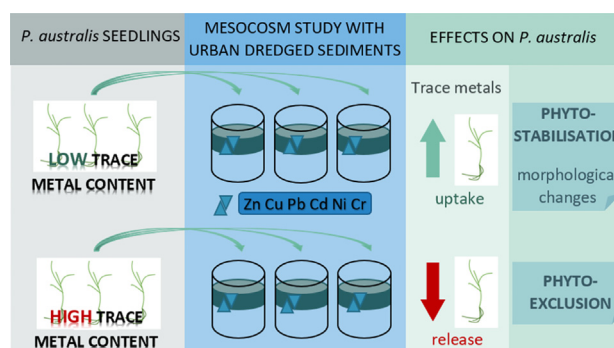 P. australis SEEDLINGS
MESOCOSM STUDY WITH
URBAN DREDGED SEDIMENTS
EFFECTS ON P. australis
LOW TRACE
METAL CONTENT
Zn Cu Pb Cd Ni Cr
Trace metals
uptake
PHYTO-
STABILISATION
morphological
changes
HIGH TRACE
METAL CONTENT
release
PHYTO-
EXCLUSION